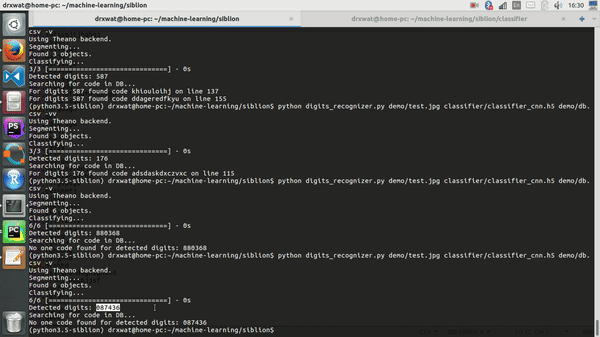 drxwat@home-pc: ~/machine-learning/siblion
16:30
drxwat@home-pc: ~/machine-learning/siblion
drxwat@home-pc: ~/machine-learning/siblion/classifier
csv -v
Using Theano backend.
Segmenting...
Found 3 objects.
Classifying...
3/3 [==============================] - 0s
Detected digits: 587
Searching for code in DB...
For digits 587 found code khiouloihj on line 137
For digits 587 found code ddageredfkyu on line 155
(python3.5-siblion) drxwat@home-pc:~/machine-learning/siblion$ python digits_recognizer.py demo/test.jpg classifier/classifier_cnn.h5 demo/db.
csv -vv
Using Theano backend.
Segmenting...
Found 3 objects.
Classifying...
3/3 [==============================] - 0s
Detected digits: 176
Searching for code in DB...
For digits 176 found code adsdaskdxczvxc on line 115
(python3.5-siblion) drxwat@home-pc:~/machine-learning/siblion$ python digits_recognizer.py demo/test.jpg classifier/classifier_cnn.h5 demo/db.
csv -v
Using Theano backend.
Segmenting...
Found 6 objects.
Classifying...
6/6 [==============================] - 0s
Detected digits: 880368
Searching for code in DB...
No one code found for detected digits: 880368
(python3.5-siblion) drxwat@home-pc:~/machine-learning/siblion$ python digits_recognizer.py demo/test.jpg classifier/classifier_cnn.h5 demo/db.
csv -v
Using Theano backend.
Segmenting...
Found 6 objects.
Classifying...
6/6 [==============================] - 0s
Detected digits: 087436
Searching for code in DB...
No one code found for detected digits: 087436
(python3.5-siblion) drxwat@home-pc:~/machine-learning/siblion$